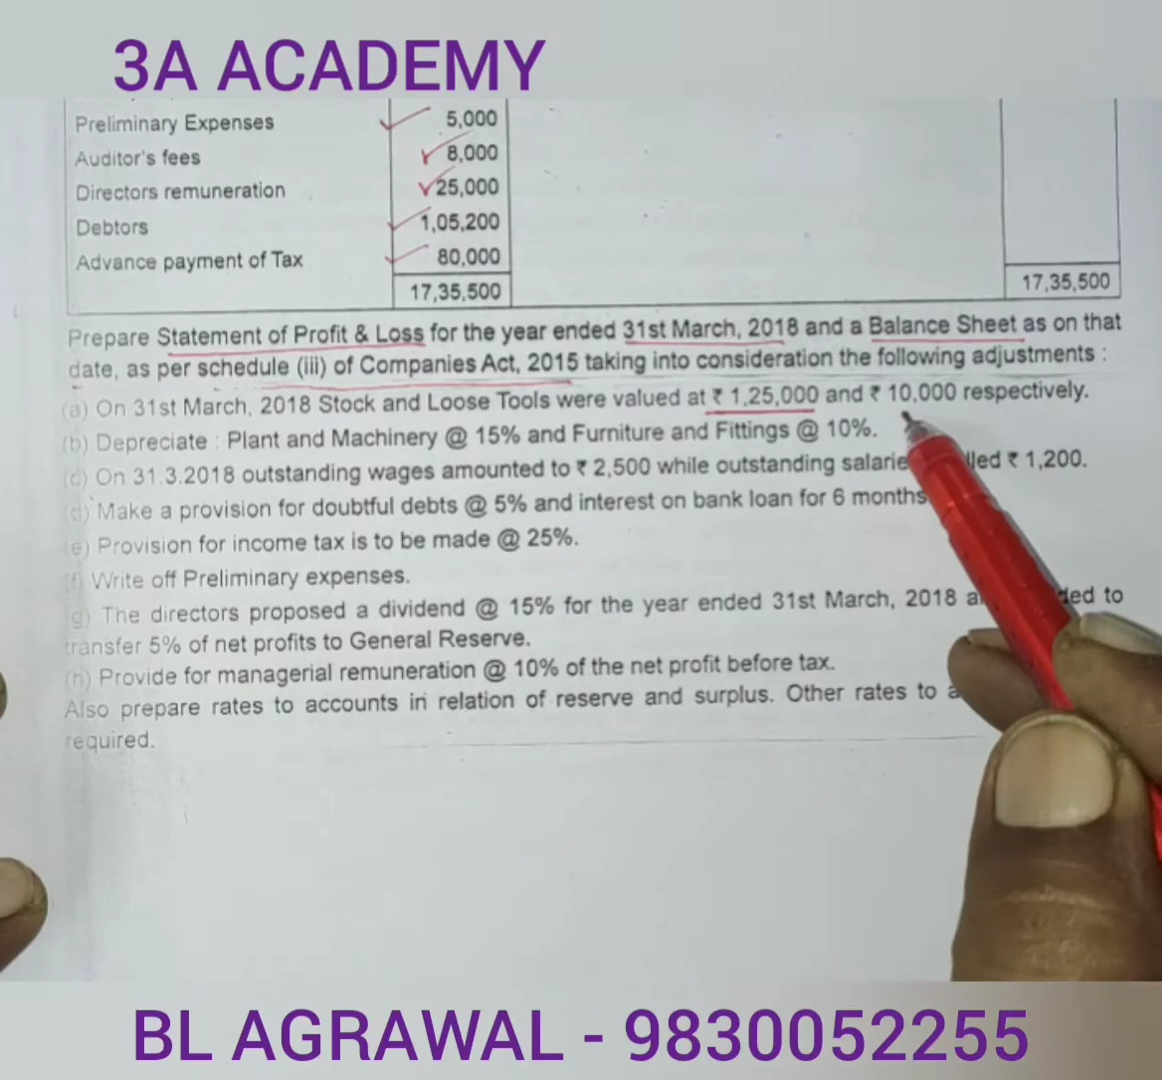 3A ACADEMY
Preliminary Expenses 5,000
Auditor's fees 8,000
Directors remuneration 25,000
Debtors 1,05,200
Advance payment of Tax 80,000
17,35,500 17,35,500
Prepare Statement of Profit & Loss for the year ended 31st March, 2018 and a Balance Sheet as on that
date, as per schedule (iii) of Companies Act, 2015 taking into consideration the following adjustments :
(a) On 31st March, 2018 Stock and Loose Tools were valued at ₹ 1,25,000 and ₹ 10,000 respectively.
(b) Depreciate : Plant and Machinery @ 15% and Furniture and Fittings @ 10%.
(c) On 31.3.2018 outstanding wages amounted to ₹ 2,500 while outstanding ₹ 1,200.
(d) Make a provision for doubtful debts @ 5% and interest on bank loan for 6 months
(e) Provision for income tax is to be made @ 25%.
(f) Write off Preliminary expenses.
(g) The directors proposed a dividend @ 15% for the year ended 31st March, 2018 to
transfer 5% of net profits to General Reserve.
(h) Provide for managerial remuneration @ 10% of the net profit before tax.
Also prepare rates to accounts in relation of reserve and surplus. Other rates to
required.
BL AGRAWAL - 9830052255